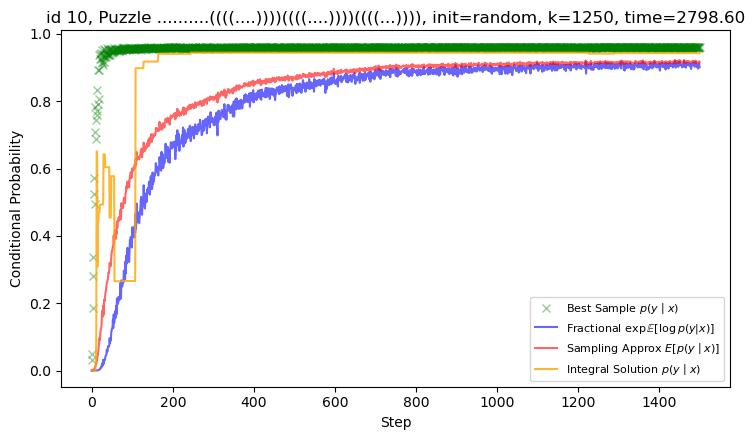 id 10, Puzzle ..........((((....))))((((....))))((((...)))), init=random, k=1250, time=2798.60
Conditional Probability
1.0
0.8
0.6
0.4
0.2
0.0
Best Sample p(y | x)
Fractional exp𝔼[log p(y|x)]
Sampling Approx E[p(y | x)]
Integral Solution p(y | x)
0 200 400 600 800 1000 1200 1400
Step